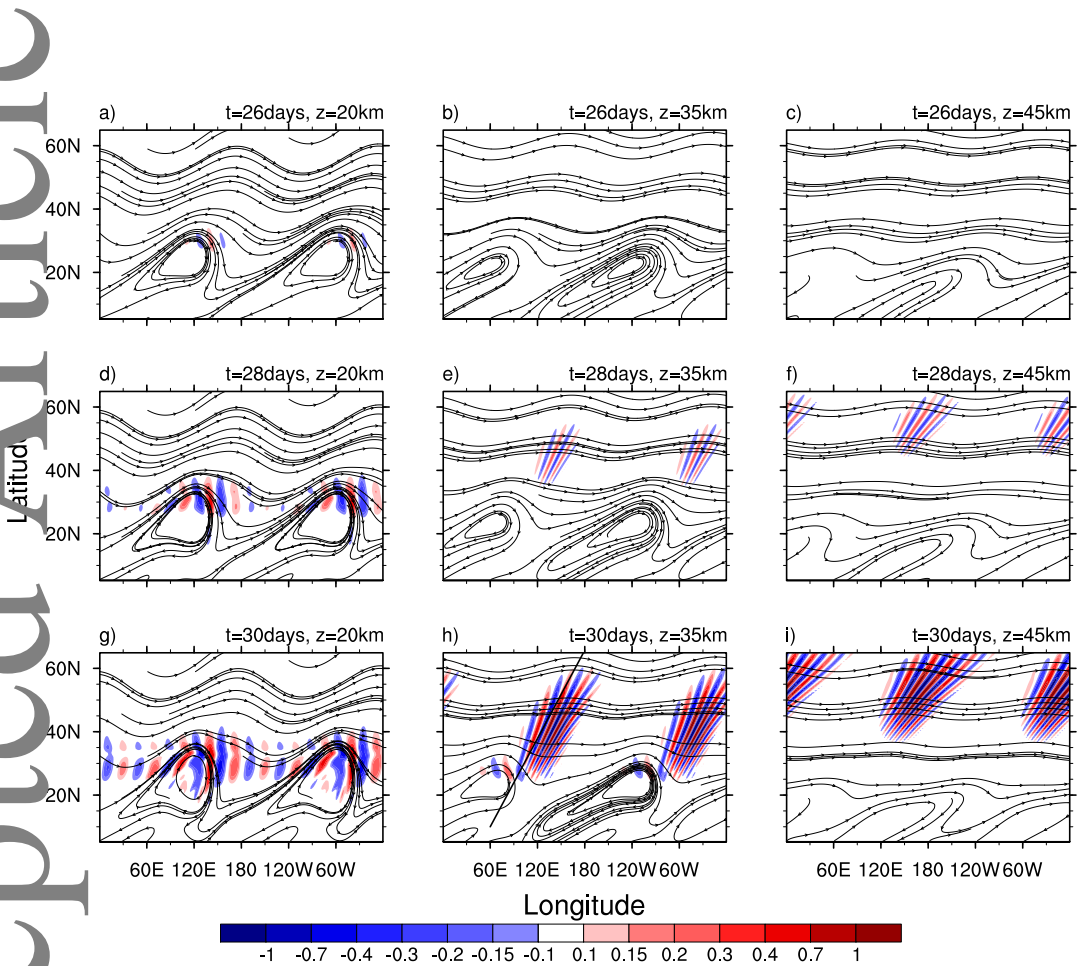 a) t=26days, z=20km
b) t=26days, z=35km
c) t=26days, z=45km
60N
40N
20N
d) t=28days, z=20km
e) t=28days, z=35km
f) t=28days, z=45km
60N
40N
20N
g) t=30days, z=20km
h) t=30days, z=35km
i) t=30days, z=45km
60N
40N
20N
60E 120E 180 120W 60W
60E 120E 180 120W 60W
60E 120E 180 120W 60W
Longitude
-1 -0.7 -0.4 -0.3 -0.2 -0.15 -0.1 0.1 0.15 0.2 0.3 0.4 0.7 1